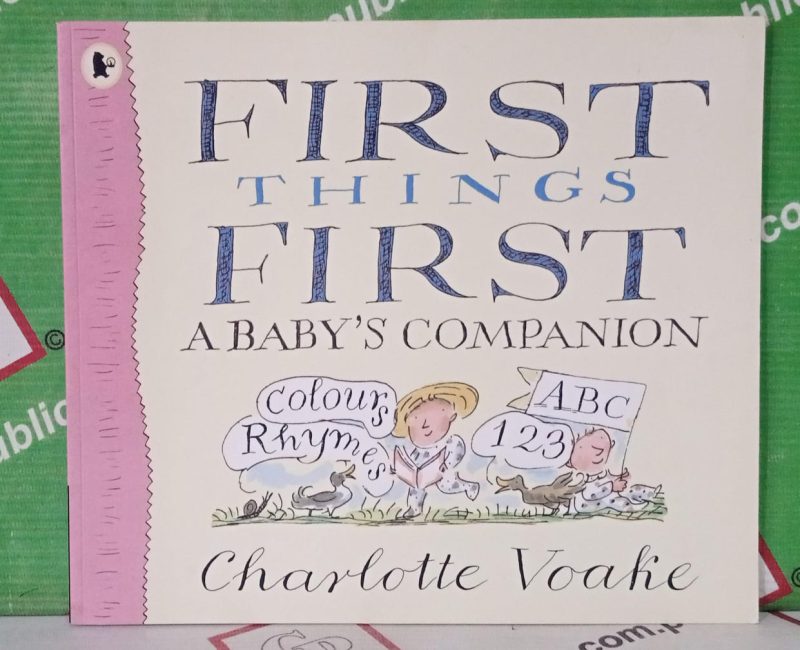 FIRST
THINGS
FIRST
A BABY'S COMPANION
Colours
Rhymes
123
ABC
Charlotte Voake